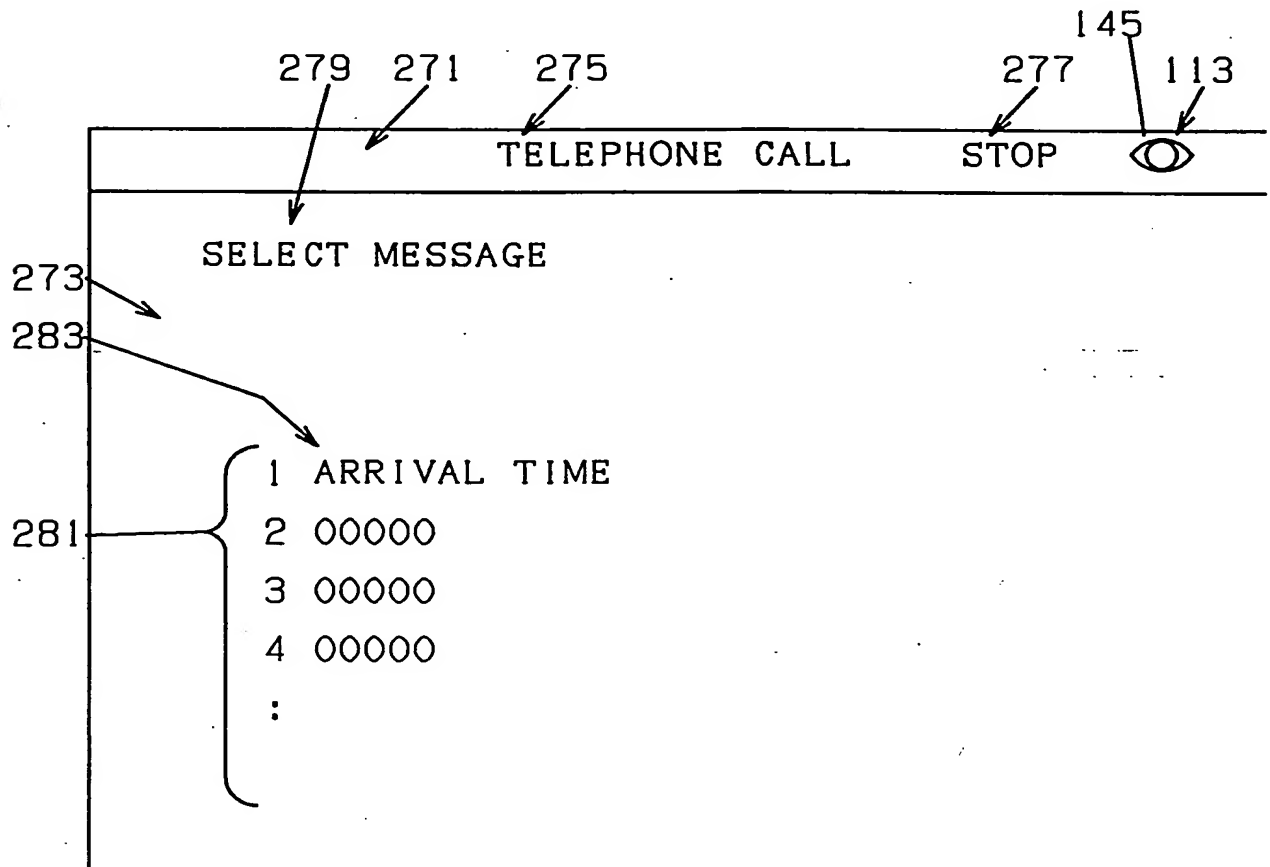 145
279 271 275 277 113
TELEPHONE CALL STOP
SELECT MESSAGE
273
283
1 ARRIVAL TIME
281 2 00000
3 00000
4 00000
: